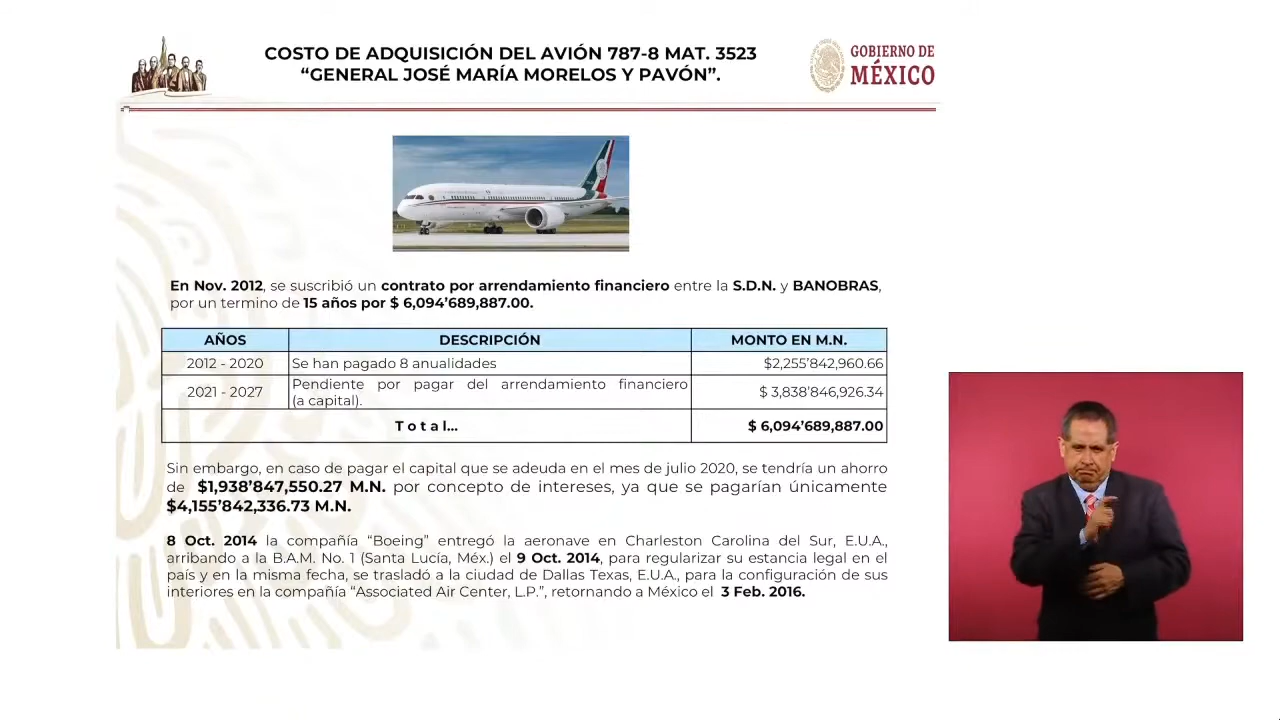 COSTO DE ADQUISICIÓN DEL AVIÓN 787-8 MAT. 3523
“GENERAL JOSÉ MARÍA MORELOS Y PAVÓN”.
GOBIERNO DE
MÉXICO
En Nov. 2012, se suscribió un contrato por arrendamiento financiero entre la S.D.N. y BANOBRAS,
por un termino de 15 años por $ 6,094’689,887.00.
AÑOS DESCRIPCIÓN MONTO EN M.N.
2012 - 2020 Se han pagado 8 anualidades $2,255’842,960.66
2021 - 2027 Pendiente por pagar del arrendamiento financiero
(a capital). $ 3,838’846,926.34
T o t a l... $ 6,094’689,887.00
Sin embargo, en caso de pagar el capital que se adeuda en el mes de julio 2020, se tendría un ahorro
de $1,938’847,550.27 M.N. por concepto de intereses, ya que se pagarían únicamente
$4,155’842,336.73 M.N.
8 Oct. 2014 la compañía “Boeing” entregó la aeronave en Charleston Carolina del Sur, E.U.A.,
arribando a la B.A.M. No. 1 (Santa Lucía, Méx.) el 9 Oct. 2014, para regularizar su estancia legal en el
país y en la misma fecha, se trasladó a la ciudad de Dallas Texas, E.U.A., para la configuración de sus
interiores en la compañía “Associated Air Center, L.P.”, retornando a México el 3 Feb. 2016.